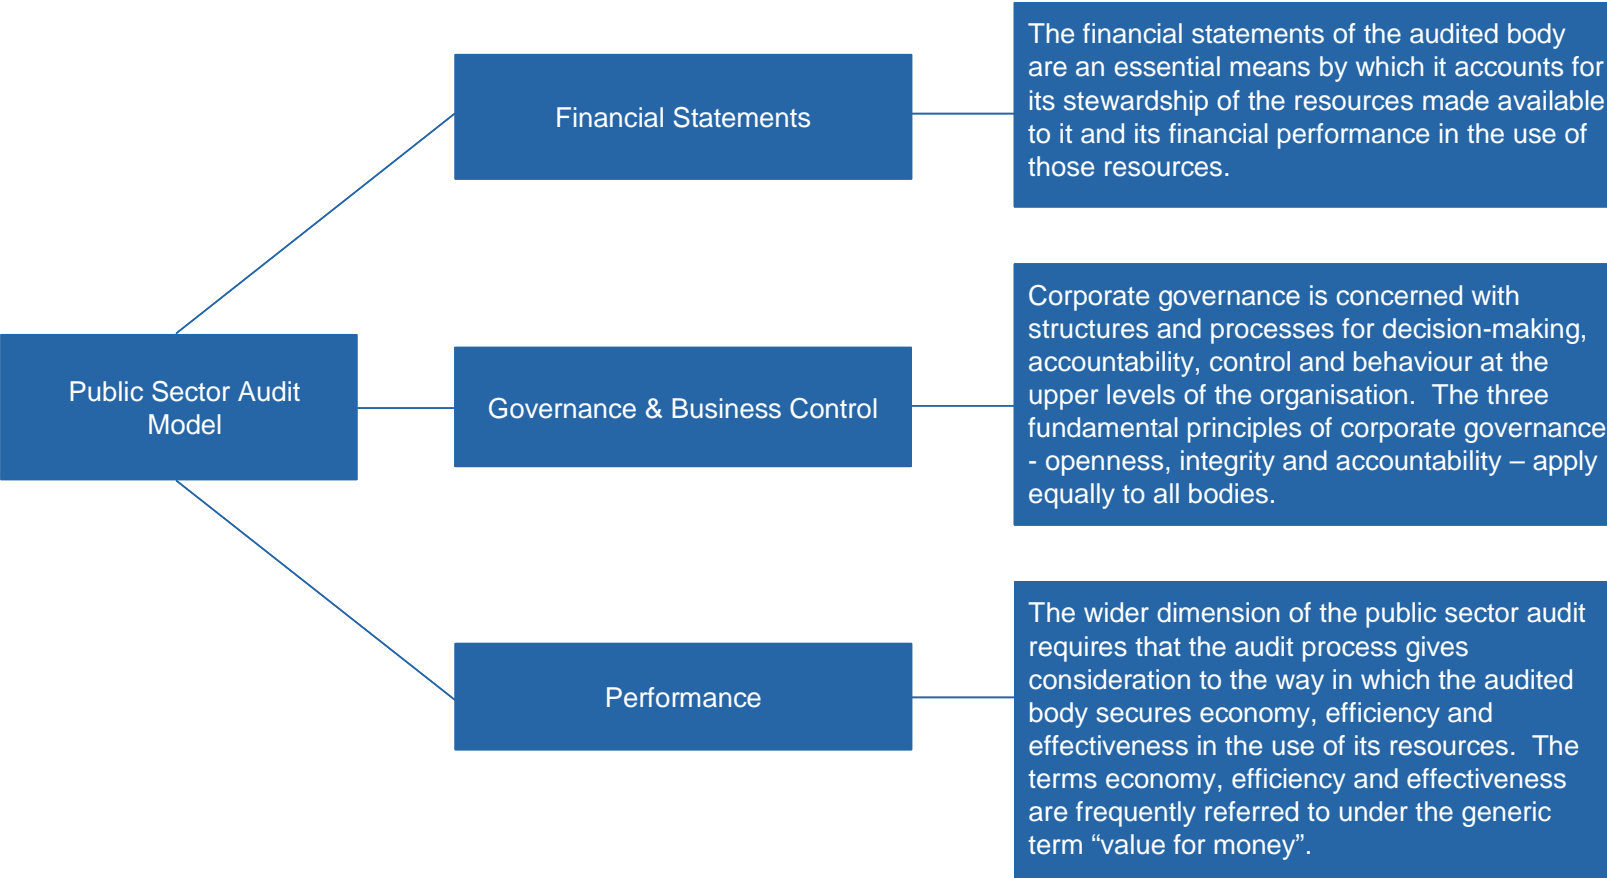 Public Sector Audit
Model
Financial Statements
The financial statements of the audited body
are an essential means by which it accounts for
its stewardship of the resources made available
to it and its financial performance in the use of
those resources.
Governance & Business Control
Corporate governance is concerned with
structures and processes for decision-making,
accountability, control and behaviour at the
upper levels of the organisation.  The three
fundamental principles of corporate governance
- openness, integrity and accountability – apply
equally to all bodies.
Performance
The wider dimension of the public sector audit
requires that the audit process gives
consideration to the way in which the audited
body secures economy, efficiency and
effectiveness in the use of its resources.  The
terms economy, efficiency and effectiveness
are frequently referred to under the generic
term “value for money”.